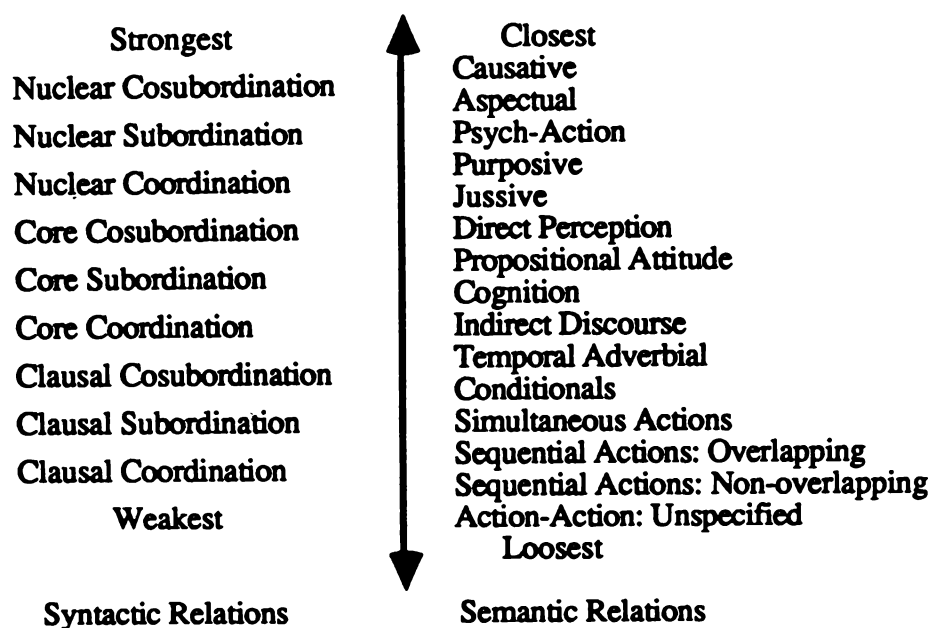 Strongest
Nuclear Cosubordination
Nuclear Subordination
Nuclear Coordination
Core Cosubordination
Core Subordination
Core Coordination
Clausal Cosubordination
Clausal Subordination
Clausal Coordination
Weakest
Syntactic Relations
Closest
Causative
Aspectual
Psych-Action
Purposive
Jussive
Direct Perception
Propositional Attitude
Cognition
Indirect Discourse
Temporal Adverbial
Conditionals
Simultaneous Actions
Sequential Actions: Overlapping
Sequential Actions: Non-overlapping
Action-Action: Unspecified
Loosest
Semantic Relations